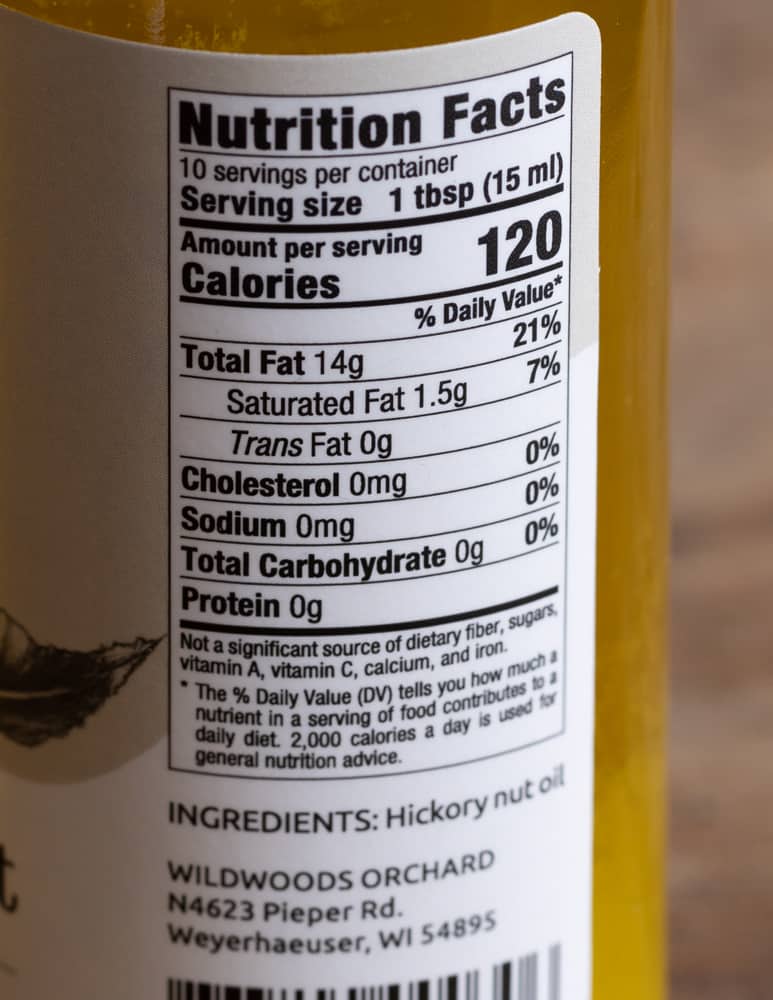 Nutrition Facts
10 servings per container
Serving size 1 tbsp (15 ml)
Amount per serving
Calories 120
% Daily Value*
Total Fat 14g 21%
Saturated Fat 1.5g 7%
Trans Fat 0g
Cholesterol 0mg 0%
Sodium 0mg 0%
Total Carbohydrate 0g 0%
Protein 0g
Not a significant source of dietary fiber, sugars,
vitamin A, vitamin C, calcium, and iron.
* The % Daily Value (DV) tells you how much a
nutrient in a serving of food contributes to a
daily diet. 2,000 calories a day is used for
general nutrition advice.
INGREDIENTS: Hickory nut oil
WILDWOODS ORCHARD
N4623 Pieper Rd.
Weyerhaeuser, WI 54895